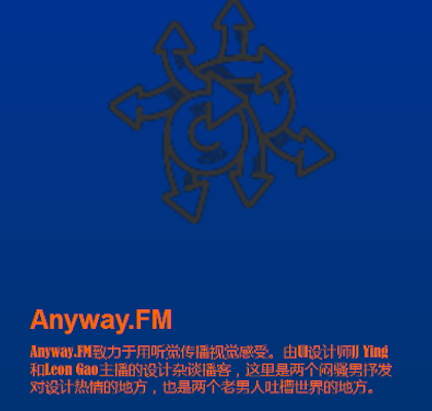 Anyway.FM
Anyway.FM致力于用听觉传播视觉感受。由UI设计师JJ Ying
和Leon Gao主播的设计杂谈播客，这里是两个闷骚男抒发
对设计热情的地方，也是两个老男人吐槽世界的地方。